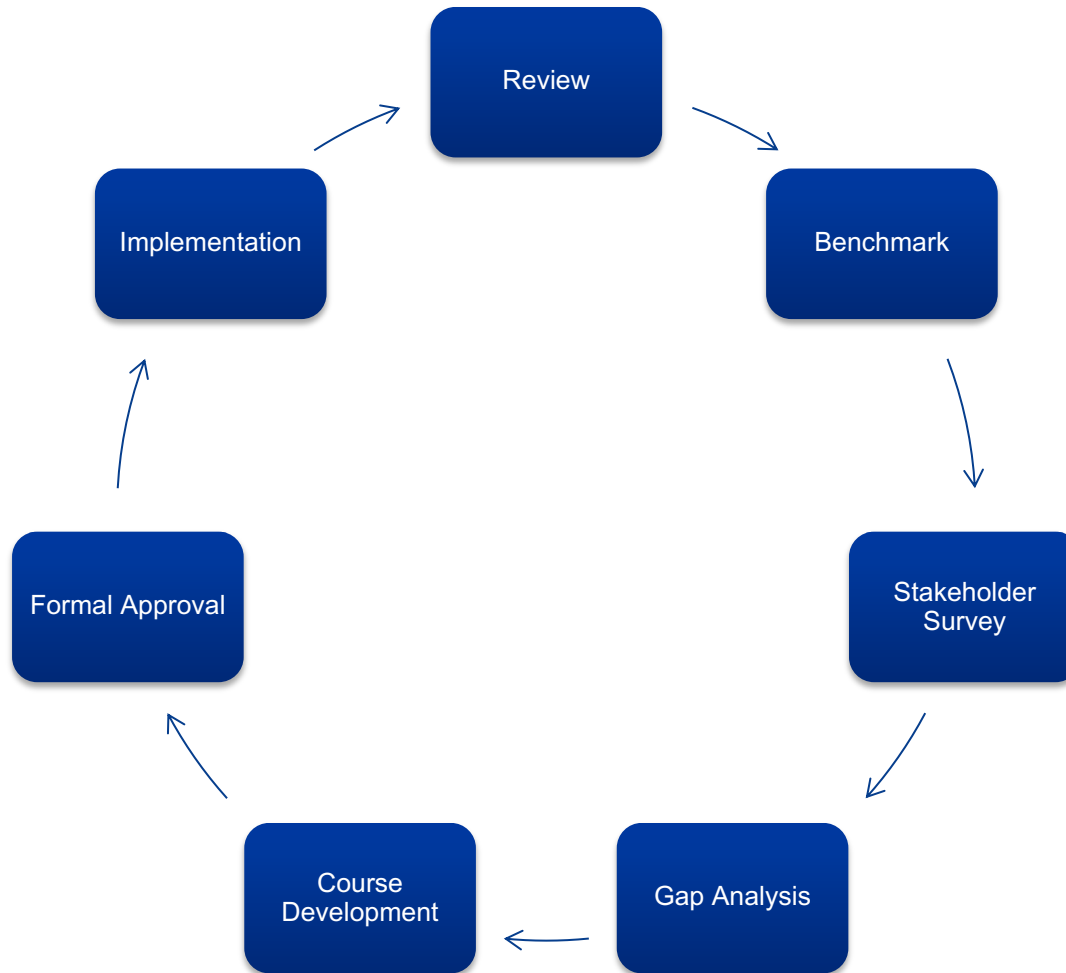 Review
Benchmark
Stakeholder
Survey
Gap Analysis
Course
Development
Formal Approval
Implementation